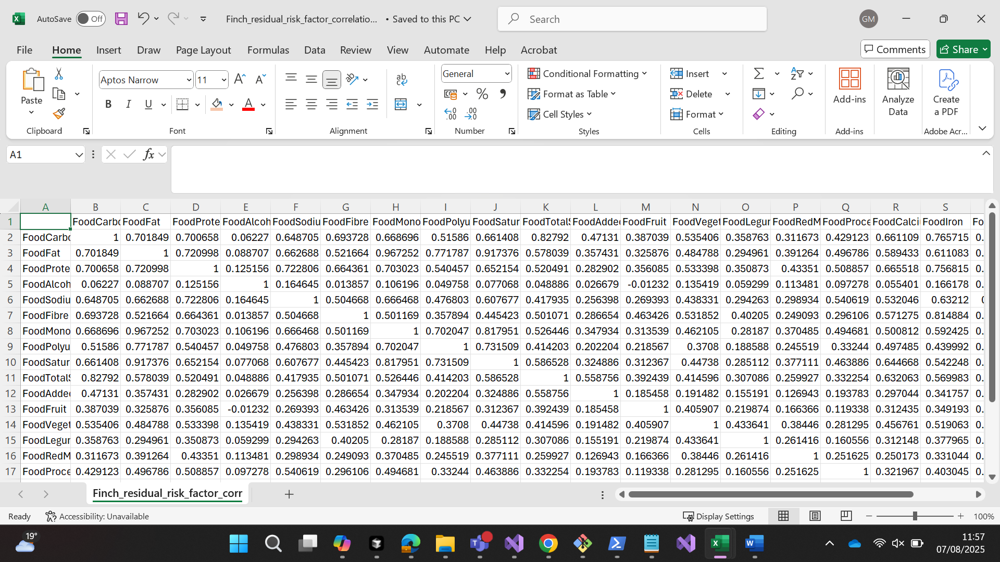 AutoSave Off Finch_residual_risk_factor_correlatio... • Saved to this PC Search GM
File Home Insert Draw Page Layout Formulas Data Review View Automate Help Acrobat Comments Share
Paste Aptos Narrow 11 General Conditional Formatting Insert Add-ins Analyze Data Create a PDF
B I U Format as Table Delete
Cell Styles Format
Clipboard Font Alignment Number Styles Cells Editing Add-ins Adobe Acr...
A1 fx
A B C D E F G H I J K L M N O P Q R S
1 FoodCarbo FoodFat FoodProte FoodAlcoh FoodSodiu FoodFibre FoodMono FoodPolyu FoodSatur FoodTotalS FoodAdded FoodFruit FoodVeget FoodLegum FoodRedM FoodProce FoodCalciu FoodIron Fo
2 FoodCarbo 1 0.701849 0.700658 0.06227 0.648705 0.693728 0.668696 0.51586 0.661408 0.82792 0.47131 0.387039 0.535406 0.358763 0.311673 0.429123 0.661109 0.765715 0.
3 FoodFat 0.701849 1 0.720998 0.088707 0.662688 0.521664 0.967252 0.771787 0.917376 0.578039 0.357431 0.325876 0.484788 0.294961 0.391264 0.496786 0.589433 0.611083 0.
4 FoodProte 0.700658 0.720998 1 0.125156 0.722806 0.664361 0.703023 0.540457 0.652154 0.520491 0.282902 0.356085 0.533398 0.350873 0.43351 0.508857 0.665518 0.756815 0.
5 FoodAlcoh 0.06227 0.088707 0.125156 1 0.164645 0.013857 0.106196 0.049758 0.077068 0.048886 0.026679 -0.01232 0.135419 0.059299 0.113481 0.097278 0.055401 0.166178 0.
6 FoodSodiu 0.648705 0.662688 0.722806 0.164645 1 0.504668 0.666468 0.476803 0.607677 0.417935 0.256398 0.269393 0.438331 0.294263 0.298934 0.540619 0.532046 0.63212
7 FoodFibre 0.693728 0.521664 0.664361 0.013857 0.504668 1 0.501169 0.357894 0.445423 0.501071 0.286654 0.463426 0.531852 0.40205 0.249093 0.296106 0.571275 0.814884 0.
8 FoodMono 0.668696 0.967252 0.703023 0.106196 0.666468 0.501169 1 0.702047 0.817951 0.526446 0.347934 0.313539 0.462105 0.28187 0.370485 0.494681 0.500812 0.592425 0.
9 FoodPolyu 0.51586 0.771787 0.540457 0.049758 0.476803 0.357894 0.702047 1 0.731509 0.414203 0.202204 0.218567 0.3708 0.188588 0.245519 0.33244 0.497485 0.439992 0.
10 FoodSatur 0.661408 0.917376 0.652154 0.077068 0.607677 0.445423 0.817951 0.731509 1 0.586528 0.324886 0.312367 0.44738 0.285112 0.377111 0.463886 0.644668 0.542248 0.
11 FoodTotalS 0.82792 0.578039 0.520491 0.048886 0.417935 0.501071 0.526446 0.414203 0.586528 1 0.558756 0.392439 0.414596 0.307086 0.259927 0.332254 0.632063 0.569983 0.
12 FoodAdded 0.47131 0.357431 0.282902 0.026679 0.256398 0.286654 0.347934 0.202204 0.324886 0.558756 1 0.185458 0.191482 0.155191 0.126943 0.193783 0.297044 0.341757 0.
13 FoodFruit 0.387039 0.325876 0.356085 -0.01232 0.269393 0.463426 0.313539 0.218567 0.312367 0.392439 0.185458 1 0.405907 0.219874 0.166366 0.119338 0.312435 0.349193 0.
14 FoodVeget 0.535406 0.484788 0.533398 0.135419 0.438331 0.531852 0.462105 0.3708 0.44738 0.414596 0.191482 0.405907 1 0.433641 0.38446 0.281295 0.456761 0.519063 0.
15 FoodLegum 0.358763 0.294961 0.350873 0.059299 0.294263 0.40205 0.28187 0.188588 0.285112 0.307086 0.155191 0.219874 0.433641 1 0.261416 0.160556 0.312148 0.377965 0.
16 FoodRedM 0.311673 0.391264 0.43351 0.113481 0.298934 0.249093 0.370485 0.245519 0.377111 0.259927 0.126943 0.166366 0.38446 0.261416 1 0.251625 0.250173 0.331044 0.
17 FoodProce 0.429123 0.496786 0.508857 0.097278 0.540619 0.296106 0.494681 0.33244 0.463886 0.332254 0.193783 0.119338 0.281295 0.160556 0.251625 1 0.321967 0.403045 0.
Finch_residual_risk_factor_corr
Ready Accessibility: Unavailable Display Settings 100%
19° 11:57
07/08/2025